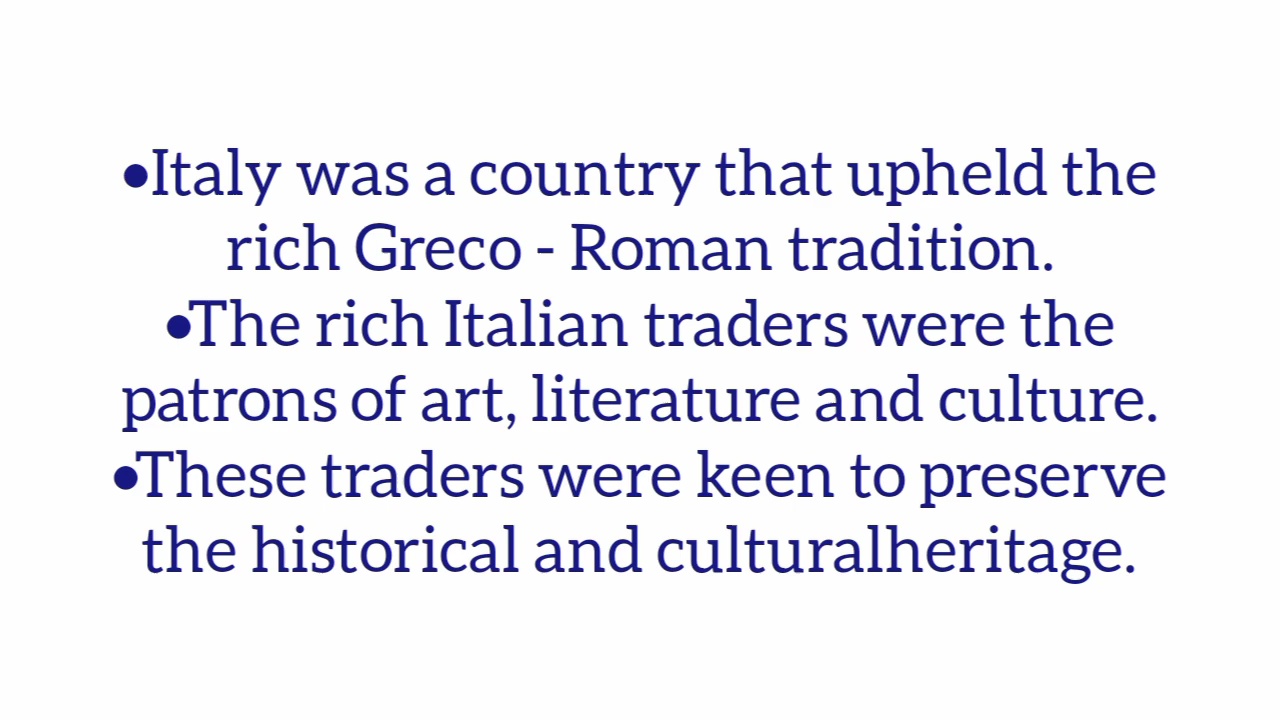 •Italy was a country that upheld the
rich Greco - Roman tradition.
•The rich Italian traders were the
patrons of art, literature and culture.
•These traders were keen to preserve
the historical and culturalheritage.